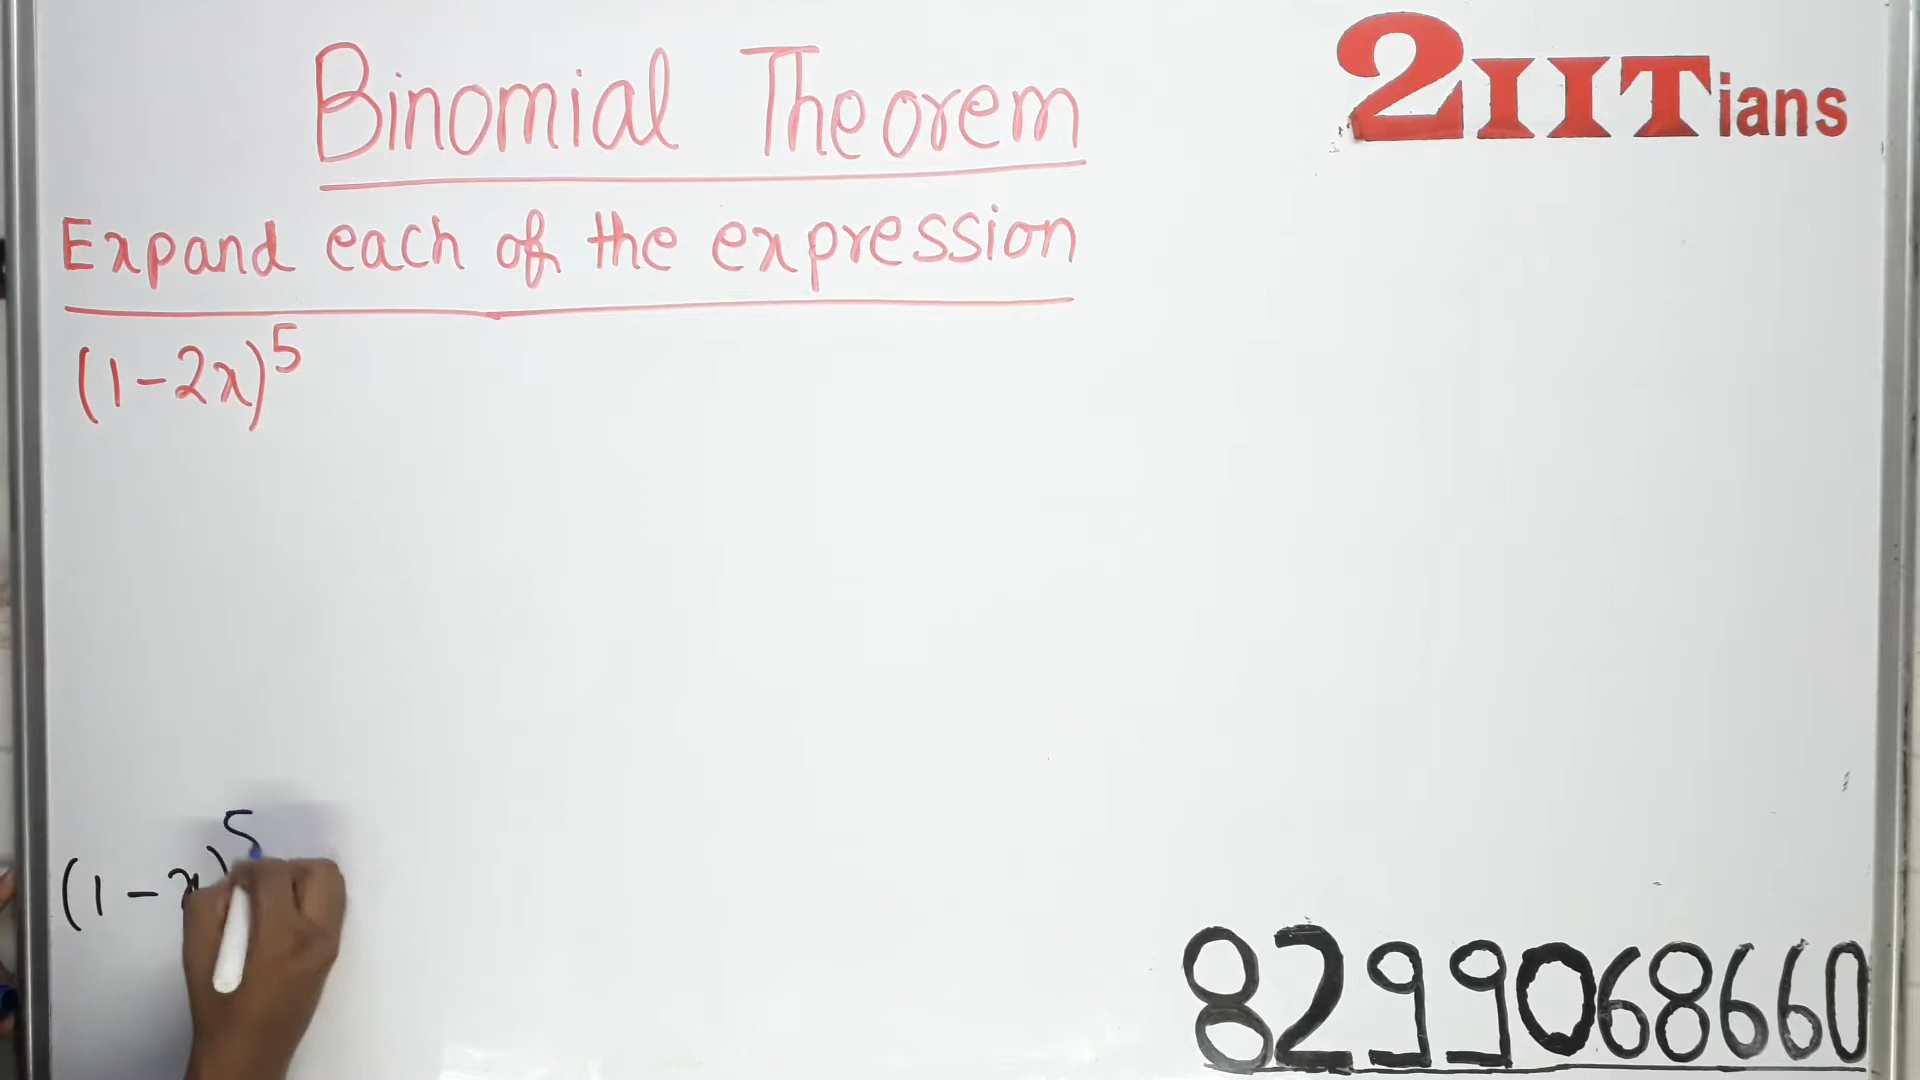 Binomial Theorem
2IITians
Expand each of the expression
(1-2x)⁵
(1-x)⁵
8299068660